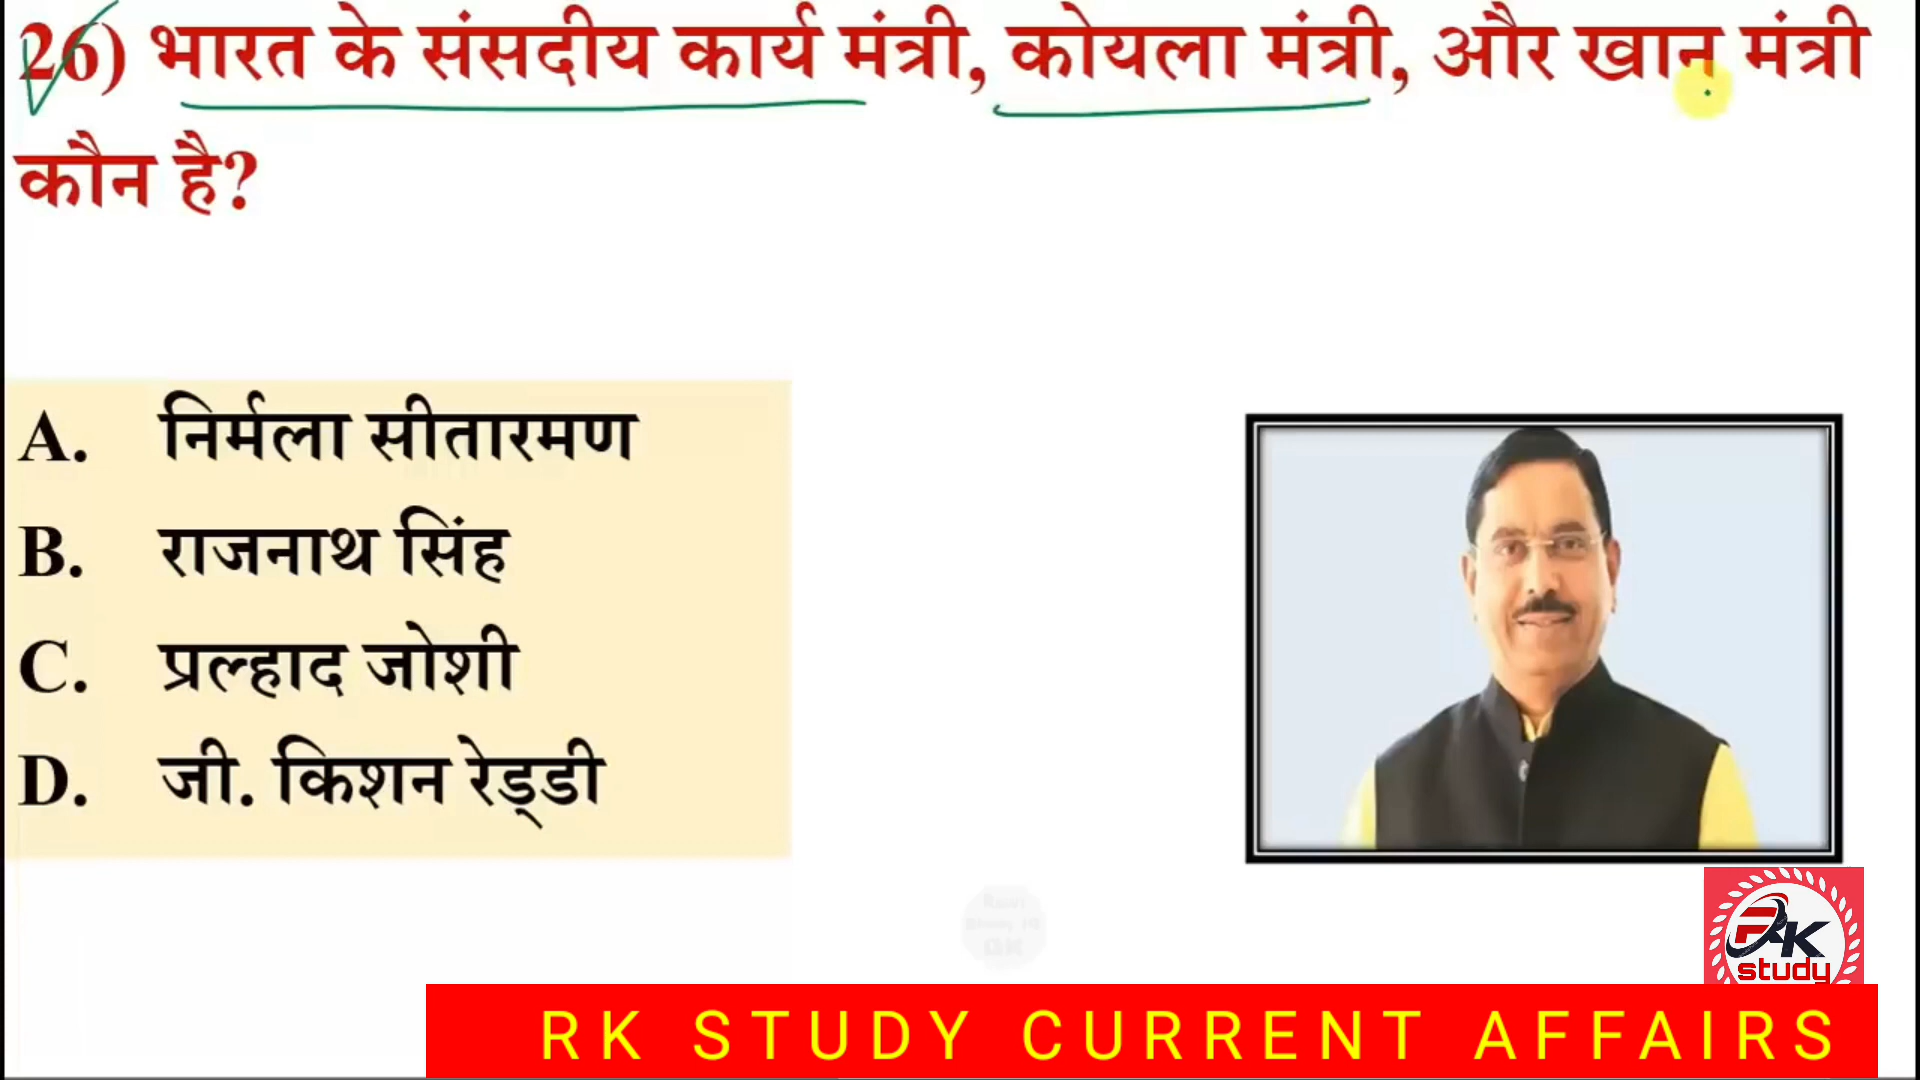 26) भारत के संसदीय कार्य मंत्री, कोयला मंत्री, और खान मंत्री
कौन है?
A. निर्मला सीतारमण
B. राजनाथ सिंह
C. प्रल्हाद जोशी
D. जी. किशन रेड्डी
RK
study
RK STUDY CURRENT AFFAIRS